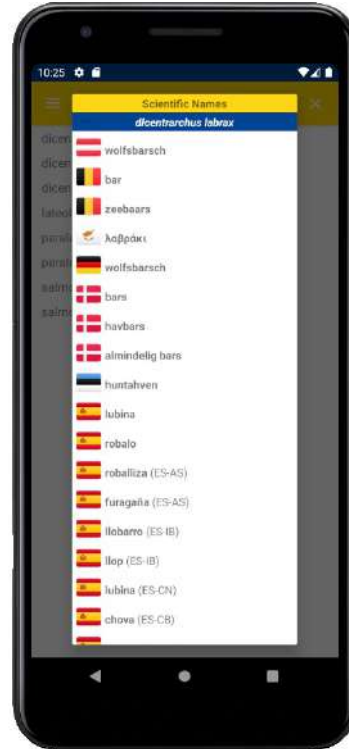 10:25
Scientific Names
dicentrarchus labrax
wolfsbarsch
bar
zeebaars
λαβράκι
wolfsbarsch
bars
havbars
almindelig bars
huntahven
lubina
robalo
roballiza (ES-AS)
furagaña (ES-AS)
llobarro (ES-IB)
llop (ES-IB)
lubina (ES-CN)
chova (ES-CB)